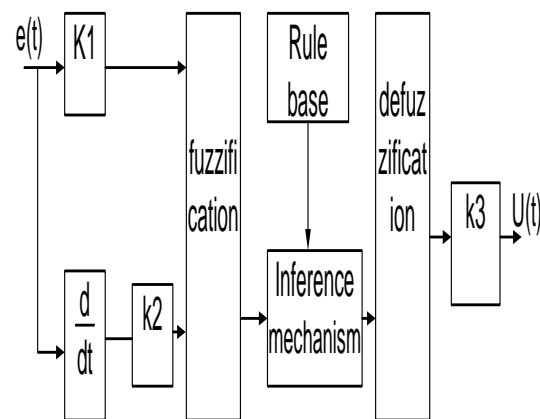 e(t)
K1
fuzzifi
cation
Rule
base
defuz
zificat
ion
k3
U(t)
d
dt
k2
Inference
mechanism